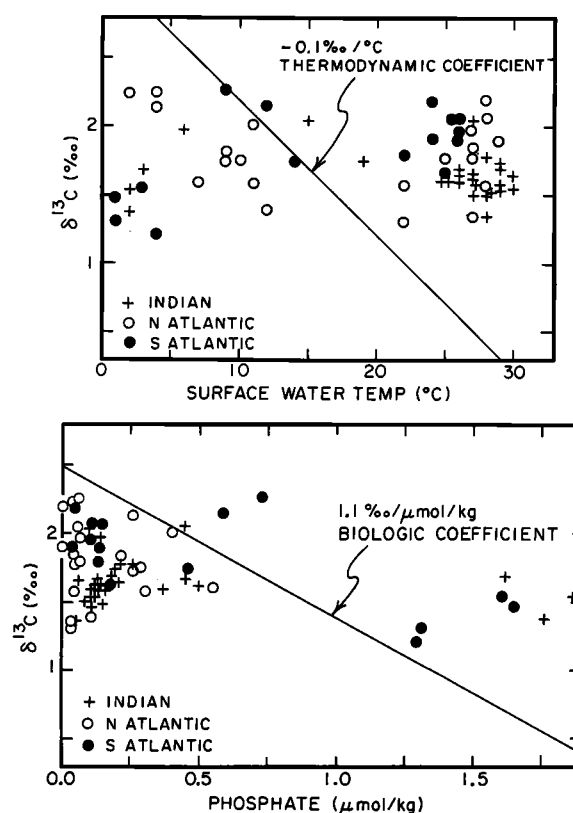 -0.1‰/°C
THERMODYNAMIC COEFFICIENT
2
1
δ¹³C (‰)
+ INDIAN
○ N ATLANTIC
● S ATLANTIC
0 10 20 30
SURFACE WATER TEMP (°C)
1.1‰/μmol/kg
BIOLOGIC COEFFICIENT
2
1
δ¹³C (‰)
+ INDIAN
○ N ATLANTIC
● S ATLANTIC
0.0 0.5 1.0 1.5
PHOSPHATE (μmol/kg)